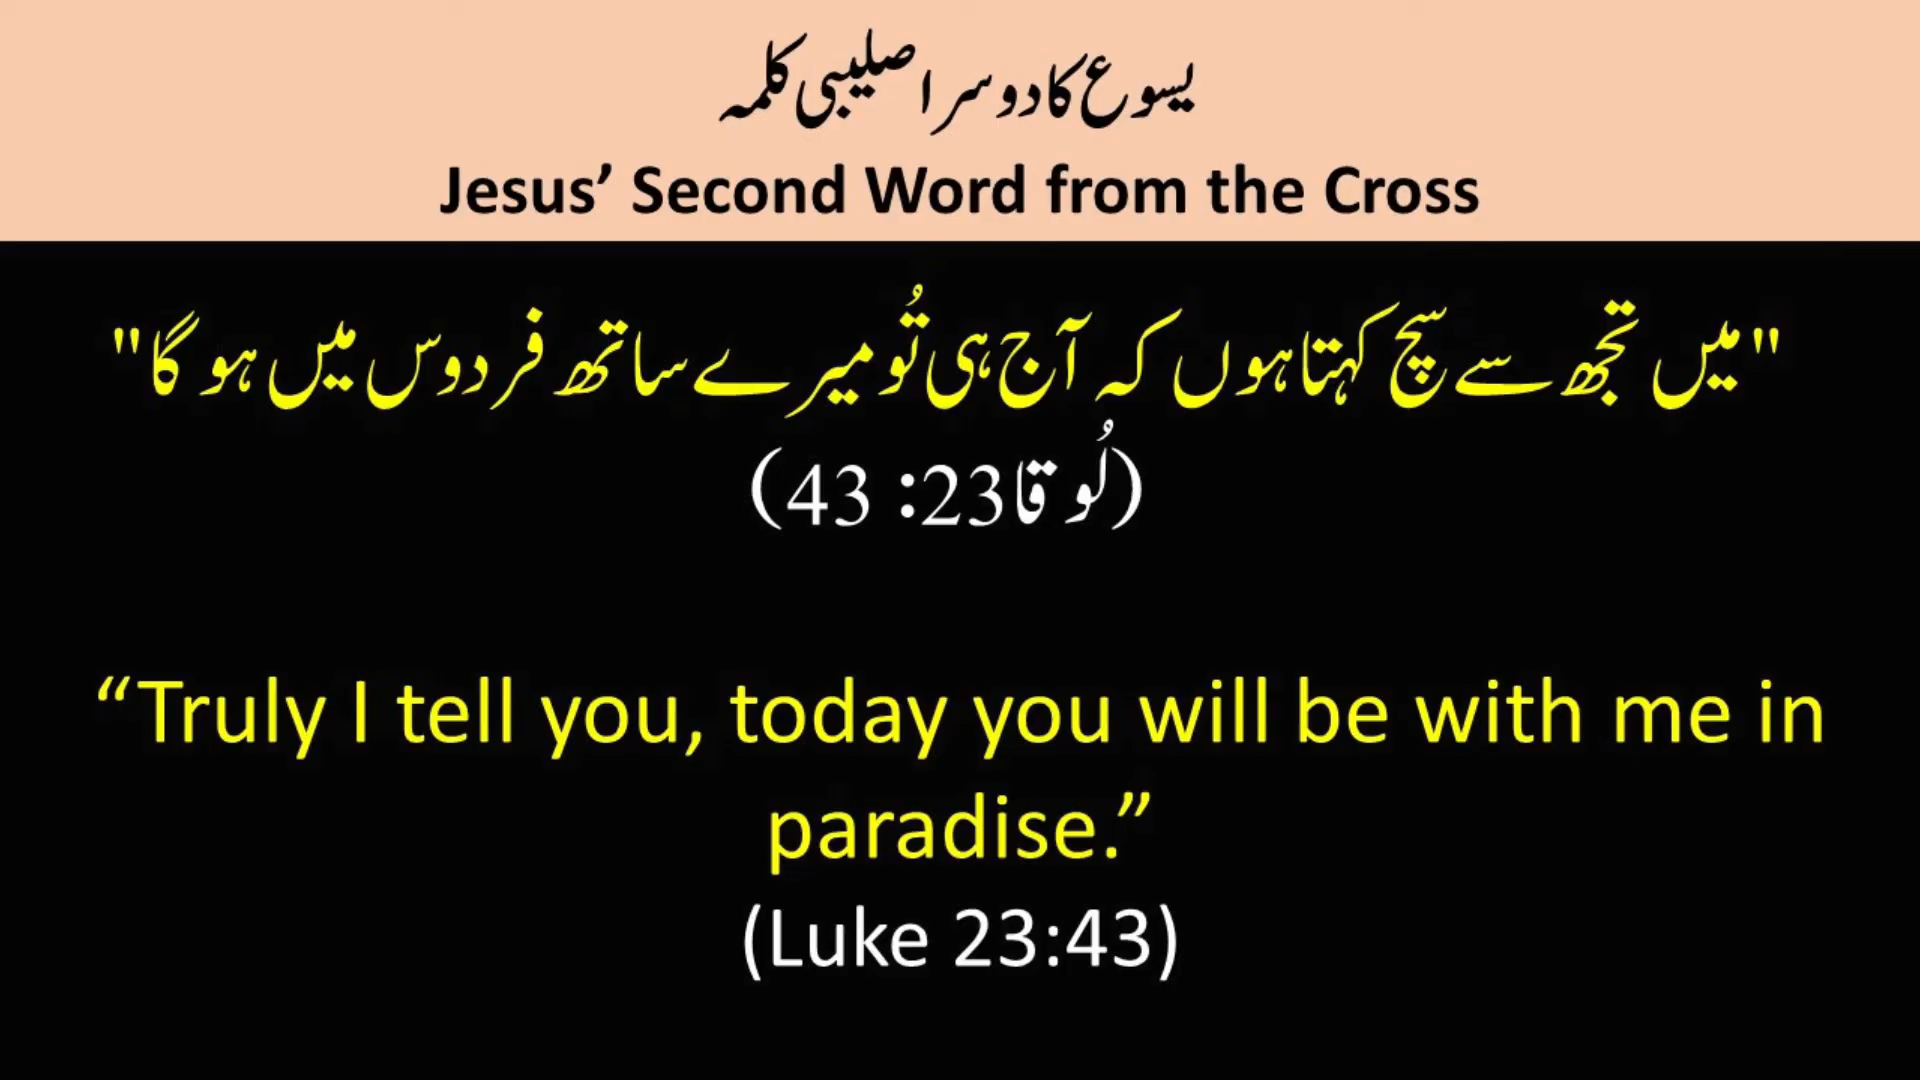 یسوع کا دوسرا صلیبی کلمہ
Jesus’ Second Word from the Cross
"میں تجھ سے سچ کہتا ہوں کہ آج ہی تُو میرے ساتھ فردوس میں ہو گا"
(لُوقا 23: 43)
“Truly I tell you, today you will be with me in
paradise.”
(Luke 23:43)